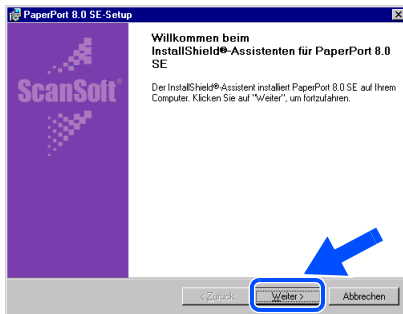 PaperPort 8.0 SE-Setup
ScanSoft®
Willkommen beim
InstallShield®-Assistenten für PaperPort 8.0
SE
Der InstallShield®-Assistent installiert PaperPort 8.0 SE auf Ihrem
Computer. Klicken Sie auf "Weiter", um fortzufahren.
< Zurück Weiter > Abbrechen